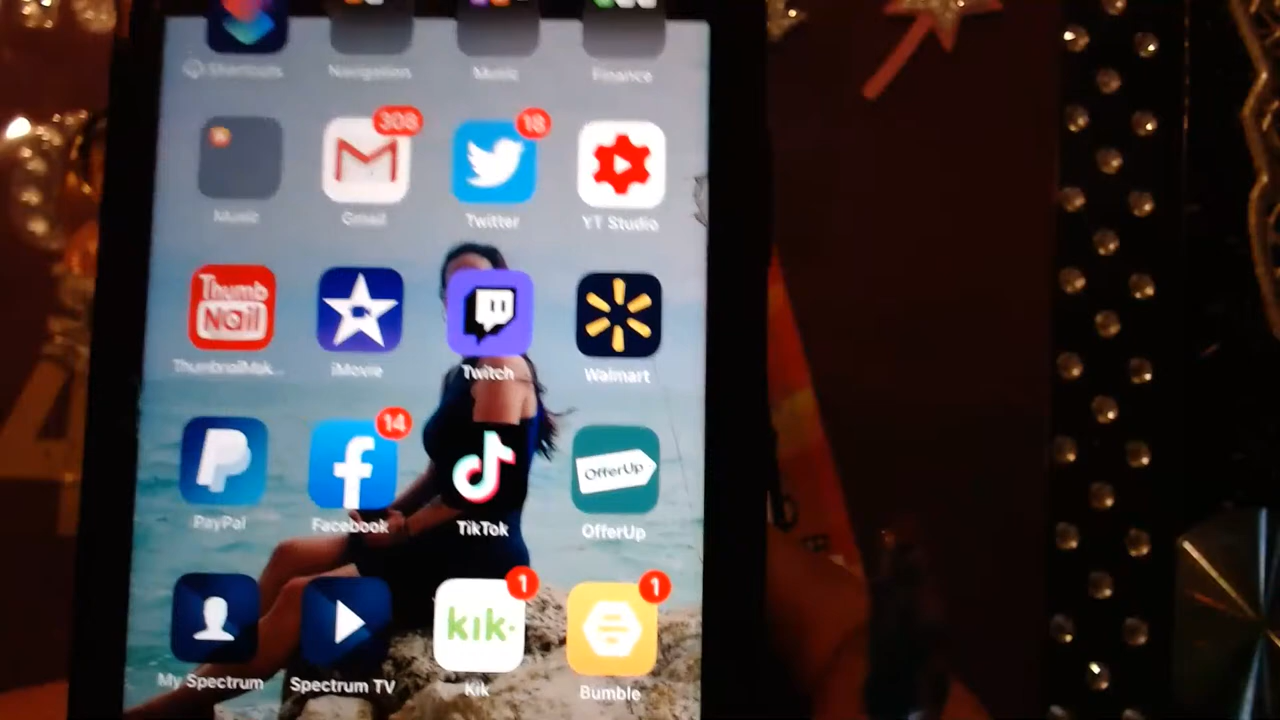 Shortcuts
Navigation
Music
Finance
308
18
Music
Gmail
Twitter
YT Studio
Thumb
Nail
ThumbnailMak...
iMovie
Twitch
Walmart
14
OfferUp
PayPal
Facebook
TikTok
OfferUp
1
1
kik·
My Spectrum
Spectrum TV
Kik
Bumble